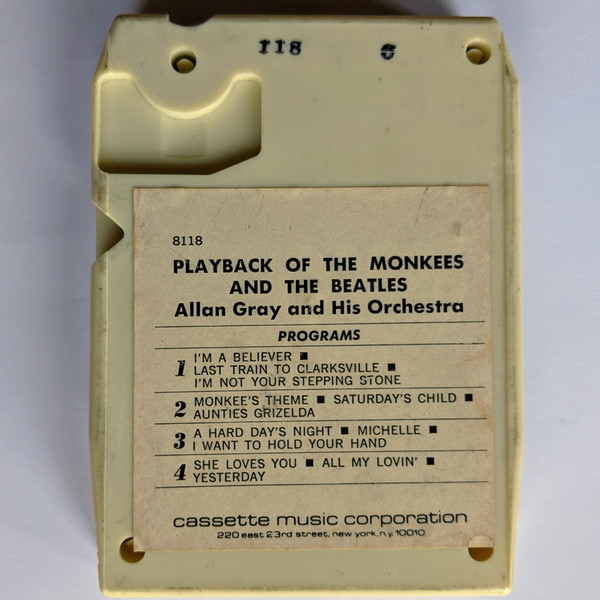 118 6
8118
PLAYBACK OF THE MONKEES
AND THE BEATLES
Allan Gray and His Orchestra
PROGRAMS
1 I'M A BELIEVER ■
LAST TRAIN TO CLARKSVILLE ■
I'M NOT YOUR STEPPING STONE
2 MONKEE'S THEME ■ SATURDAY'S CHILD ■
AUNTIES GRIZELDA
3 A HARD DAY'S NIGHT ■ MICHELLE ■
I WANT TO HOLD YOUR HAND
4 SHE LOVES YOU ■ ALL MY LOVIN' ■
YESTERDAY
cassette music corporation
220 east 23rd street, new york, n.y. 10010